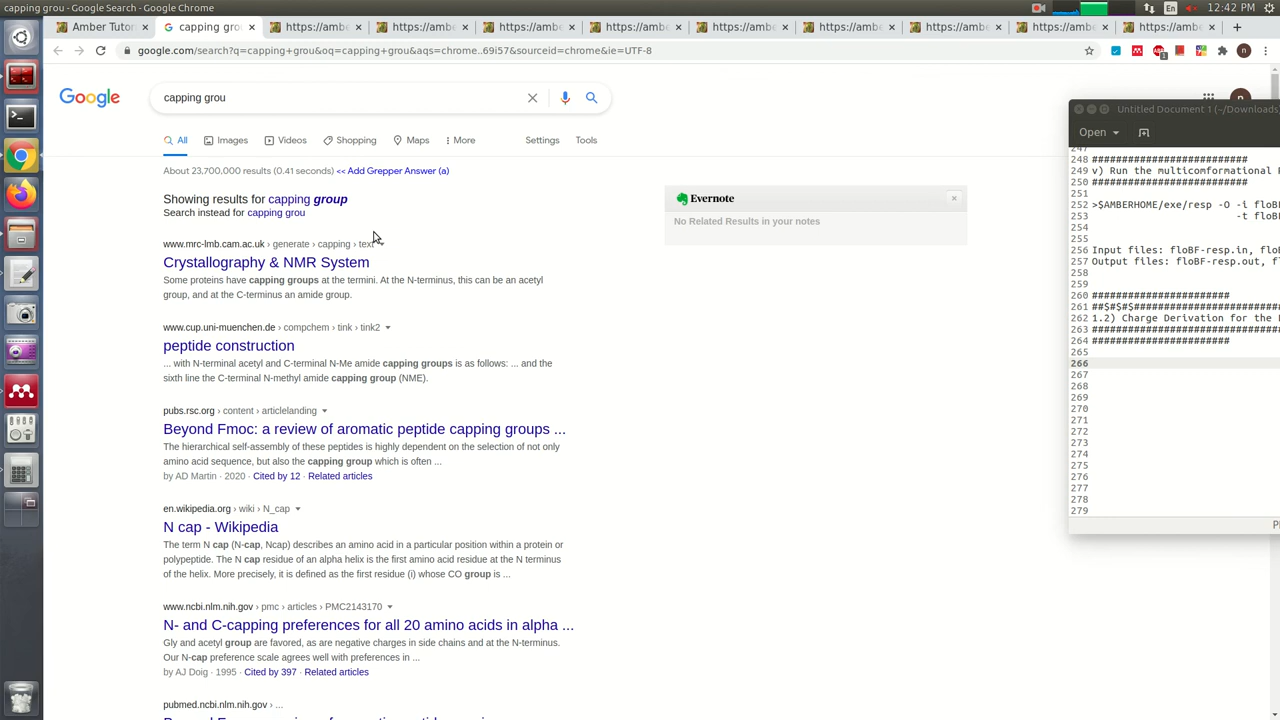 capping grou - Google Search - Google Chrome
En
12:42 PM
Amber Tutor
capping grou
https://ambe
https://ambe
https://ambe
https://ambe
https://ambe
https://ambe
https://ambe
https://ambe
https://ambe
google.com/search?q=capping+grou&oq=capping+grou&aqs=chrome..69i57&sourceid=chrome&ie=UTF-8
Google
capping grou
All
Images
Videos
Shopping
Maps
More
Settings
Tools
About 23,700,000 results (0.41 seconds) << Add Grepper Answer (a)
Showing results for capping group
Search instead for capping grou
www.mrc-lmb.cam.ac.uk › generate › capping › text
Crystallography & NMR System
Some proteins have capping groups at the termini. At the N-terminus, this can be an acetyl
group, and at the C-terminus an amide group.
www.cup.uni-muenchen.de › compchem › tink › tink2
peptide construction
... with N-terminal acetyl and C-terminal N-Me amide capping groups is as follows: ... and the
sixth line the C-terminal N-methyl amide capping group (NME).
pubs.rsc.org › content › articlelanding
Beyond Fmoc: a review of aromatic peptide capping groups ...
The hierarchical self-assembly of these peptides is highly dependent on the selection of not only
amino acid sequence, but also the capping group which is often ...
by AD Martin · 2020 · Cited by 12 · Related articles
en.wikipedia.org › wiki › N_cap
N cap - Wikipedia
The term N cap (N-cap, Ncap) describes an amino acid in a particular position within a protein or
polypeptide. The N cap residue of an alpha helix is the first amino acid residue at the N terminus
of the helix. More precisely, it is defined as the first residue (i) whose CO group is ...
www.ncbi.nlm.nih.gov › pmc › articles › PMC2143170
N- and C-capping preferences for all 20 amino acids in alpha ...
Gly and acetyl group are favored, as are negative charges in side chains and at the N-terminus.
Our N-cap preference scale agrees well with preferences in ...
by AJ Doig · 1995 · Cited by 397 · Related articles
pubmed.ncbi.nlm.nih.gov › ...
Evernote
No Related Results in your notes
Untitled Document 1 (~/Downloads
Open
247
248 ##########################
249 v) Run the multicomformational
250 ##########################
251
252 >$AMBERHOME/exe/resp -O -i floB
253 -t floB
254
255
256 Input files: floBF-resp.in, flo
257 Output files: floBF-resp.out, f
258
259
260 #######################
261 ##$#$#$########################
262 1.2) Charge Derivation for the
263 ###############################
264 #######################
265
266
267
268
269
270
271
272
273
274
275
276
277
278
279